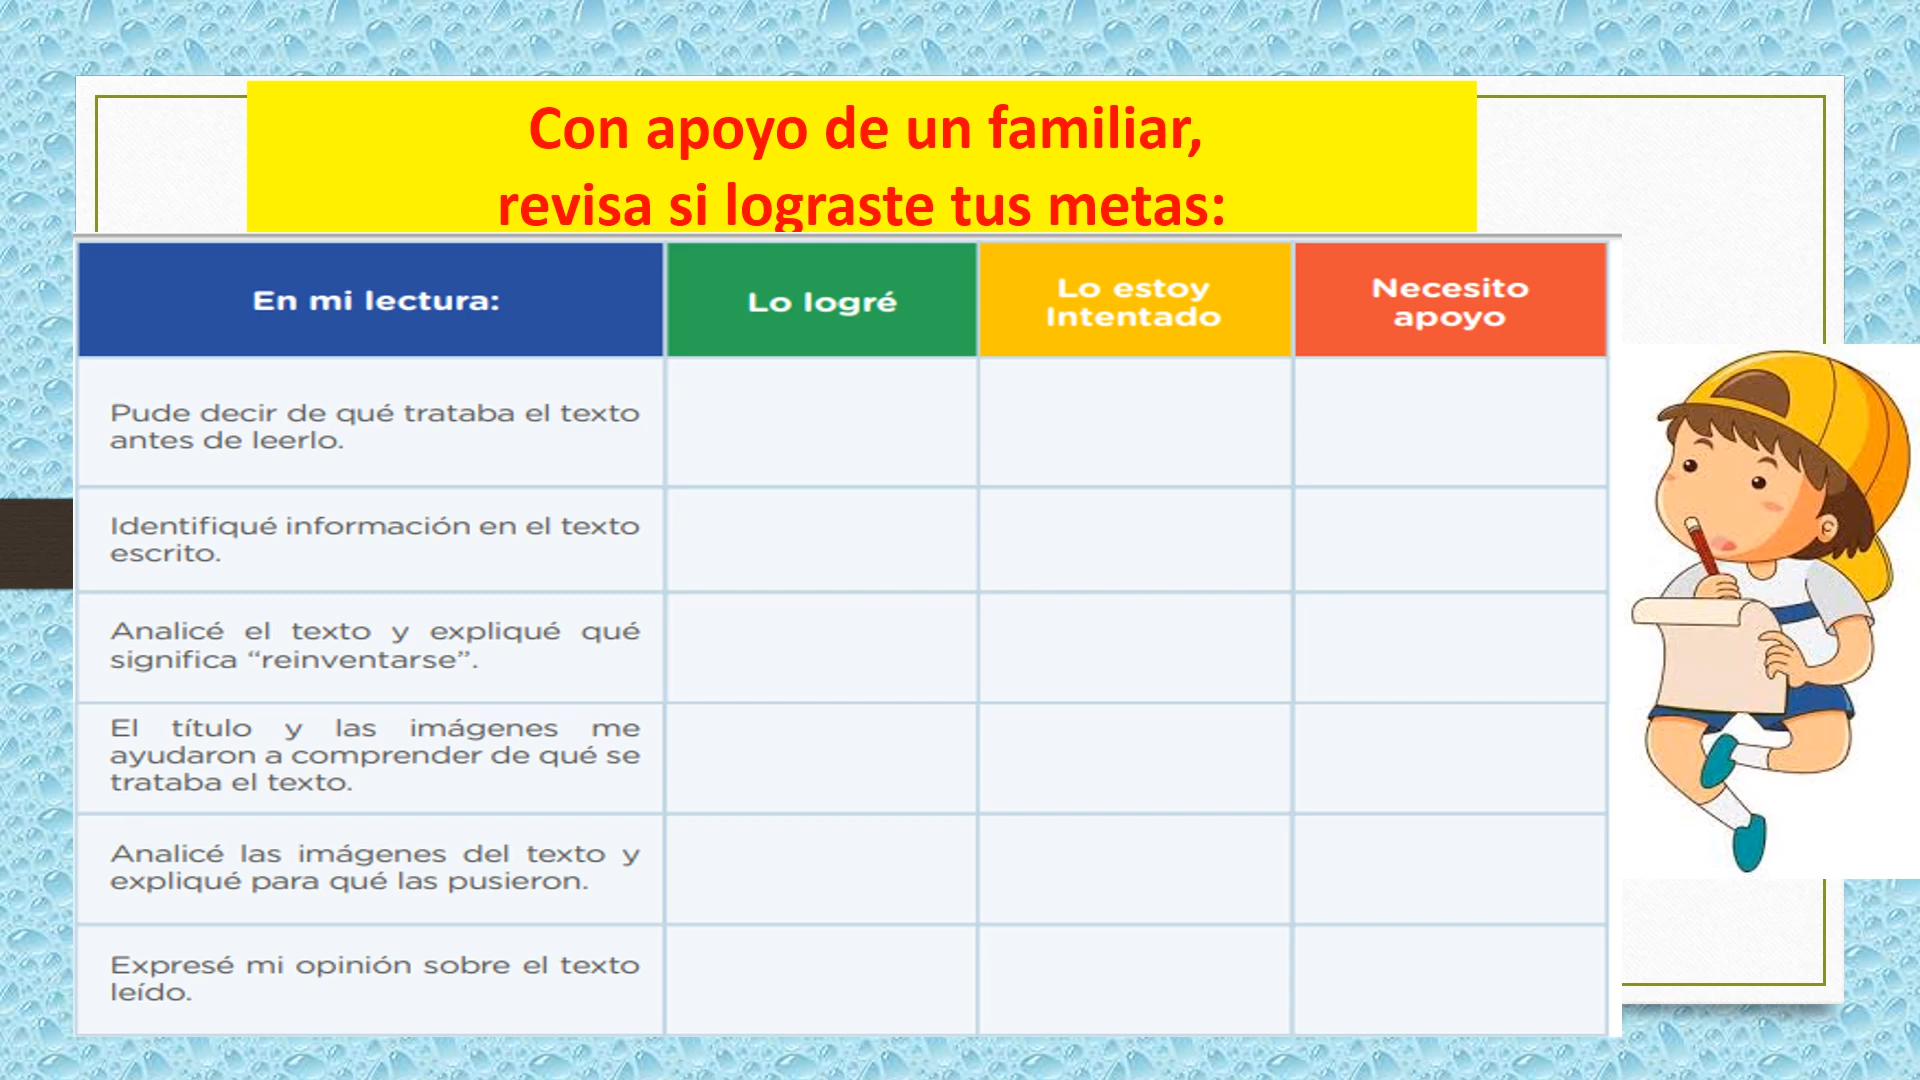 Con apoyo de un familiar,
revisa si lograste tus metas:
En mi lectura:
Lo logré
Lo estoy
Intentado
Necesito
apoyo
Pude decir de qué trataba el texto
antes de leerlo.
Identifiqué información en el texto
escrito.
Analicé el texto y expliqué qué
significa “reinventarse”.
El título y las imágenes me
ayudaron a comprender de qué se
trataba el texto.
Analicé las imágenes del texto y
expliqué para qué las pusieron.
Expresé mi opinión sobre el texto
leído.